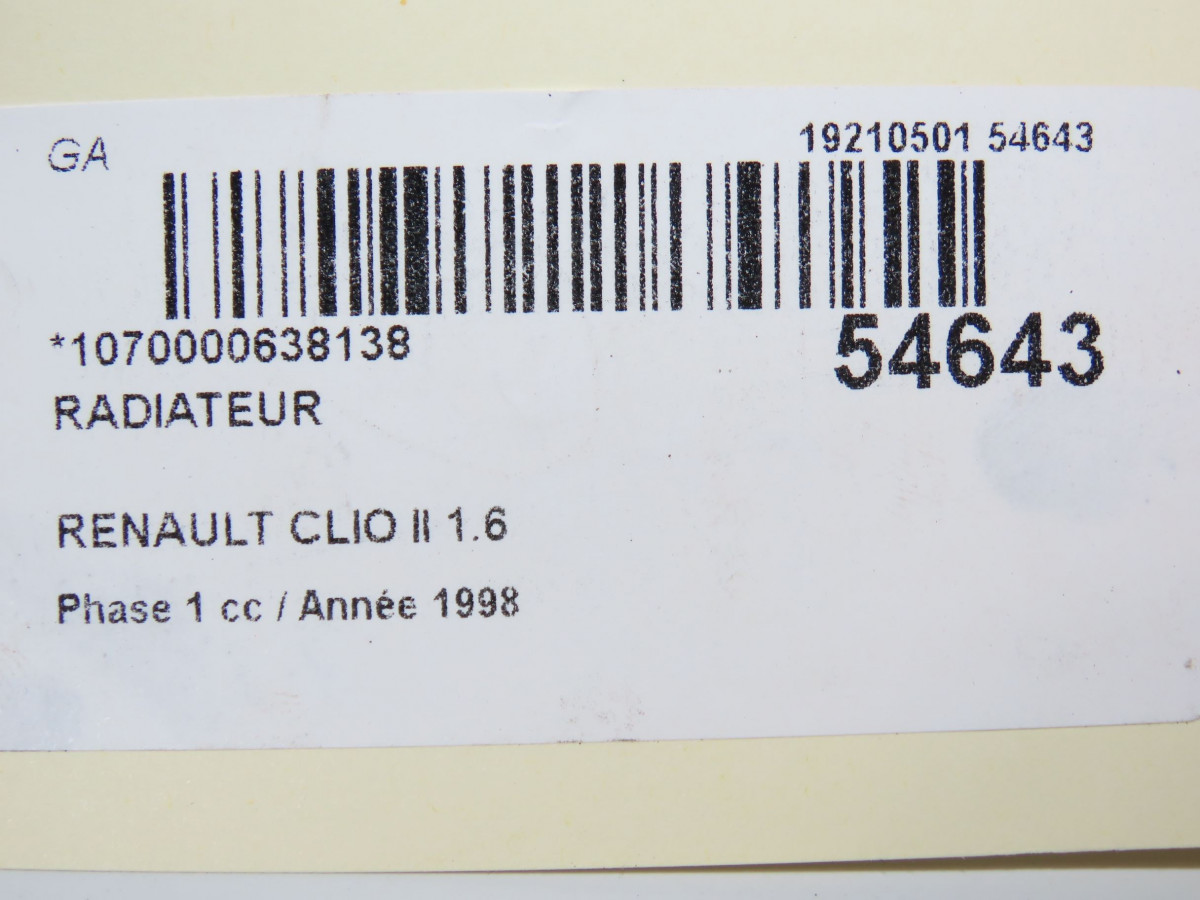 GA
19210501 54643
*1070000638138
54643
RADIATEUR
RENAULT CLIO II 1.6
Phase 1 cc / Année 1998